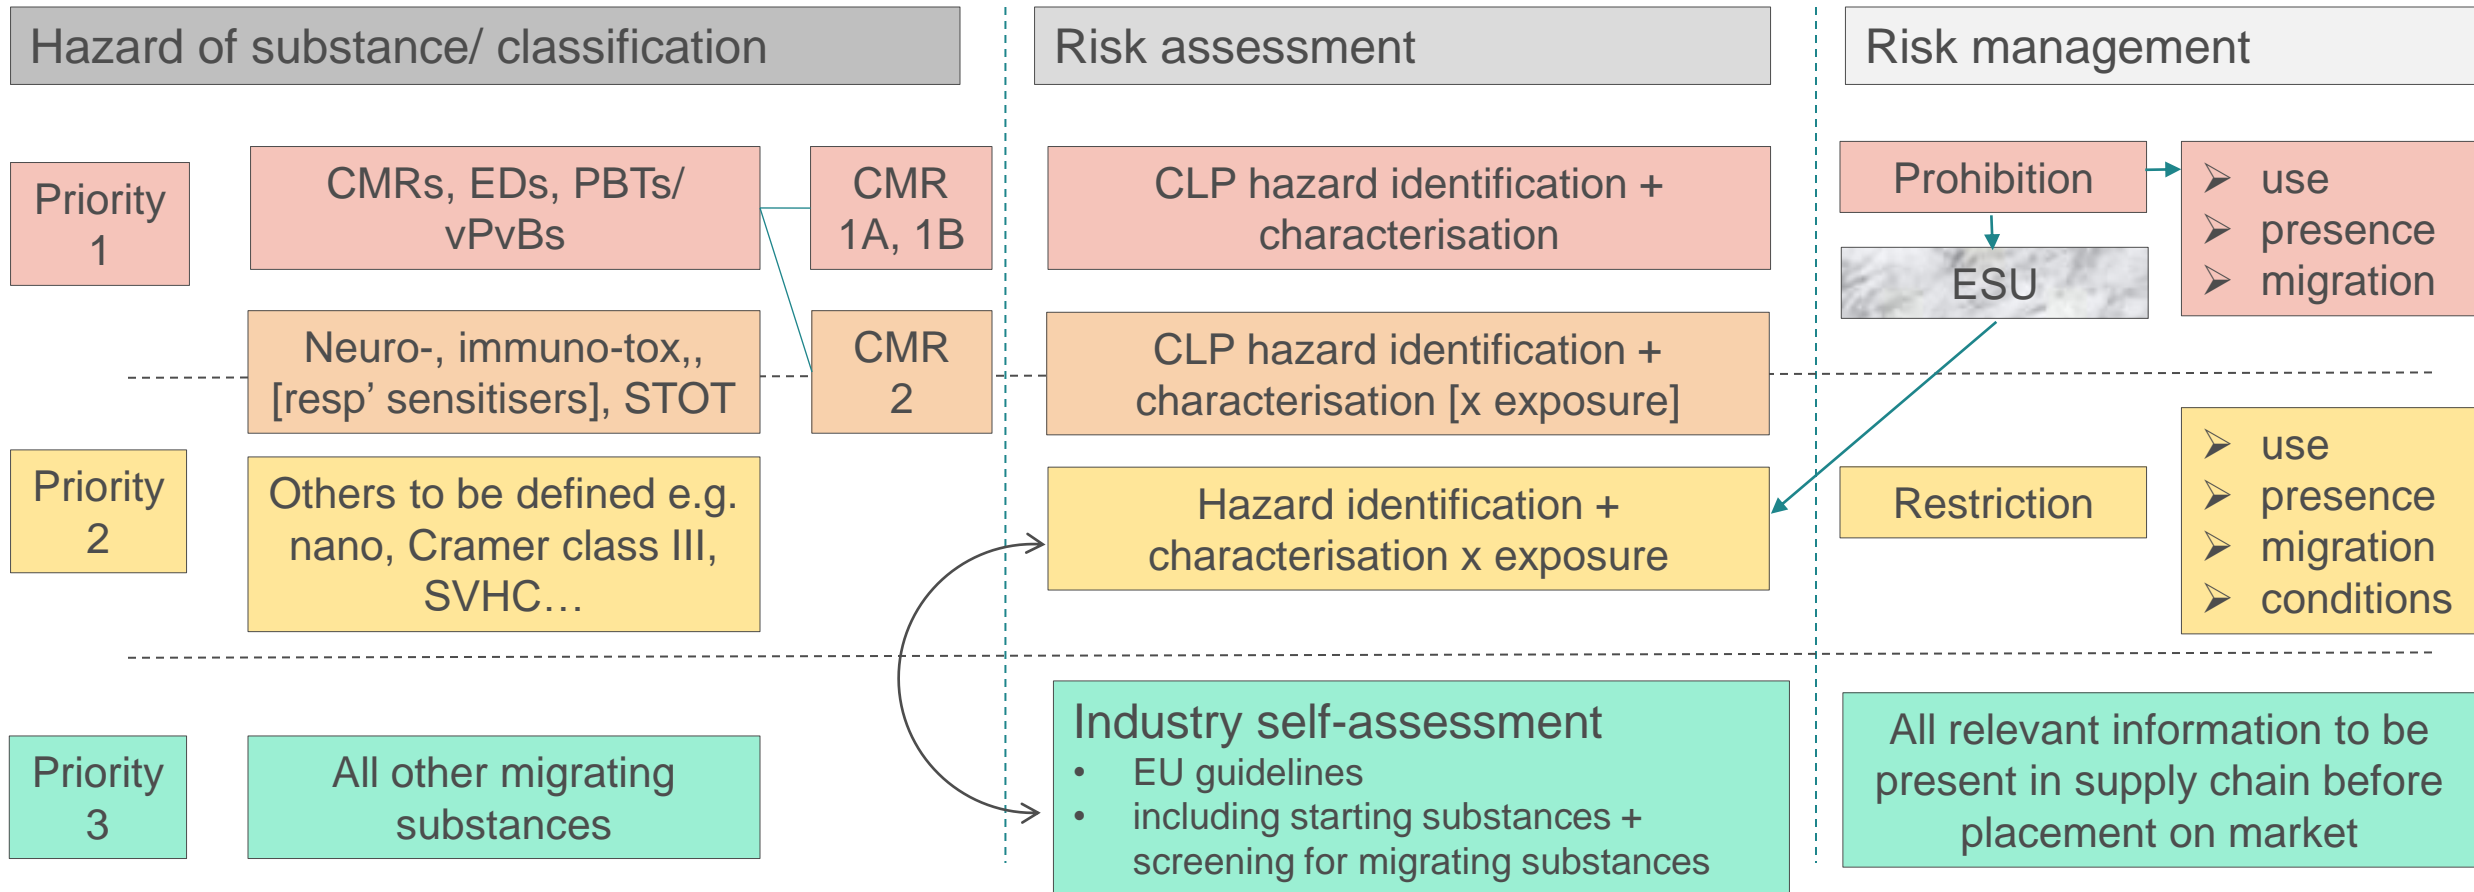 Hazard of substance/ classification
Risk assessment
Risk management
Priority
1
CMRs, EDs, PBTs/
vPvBs
CMR
1A, 1B
CLP hazard identification +
characterisation
Prohibition
➢ use
➢ presence
➢ migration
ESU
Neuro-, immuno-tox,,
[resp’ sensitisers], STOT
CMR
2
CLP hazard identification +
characterisation [x exposure]
Priority
2
Others to be defined e.g.
nano, Cramer class III,
SVHC…
Hazard identification +
characterisation x exposure
Restriction
➢ use
➢ presence
➢ migration
➢ conditions
Priority
3
All other migrating
substances
Industry self-assessment
• EU guidelines
• including starting substances +
screening for migrating substances
All relevant information to be
present in supply chain before
placement on market